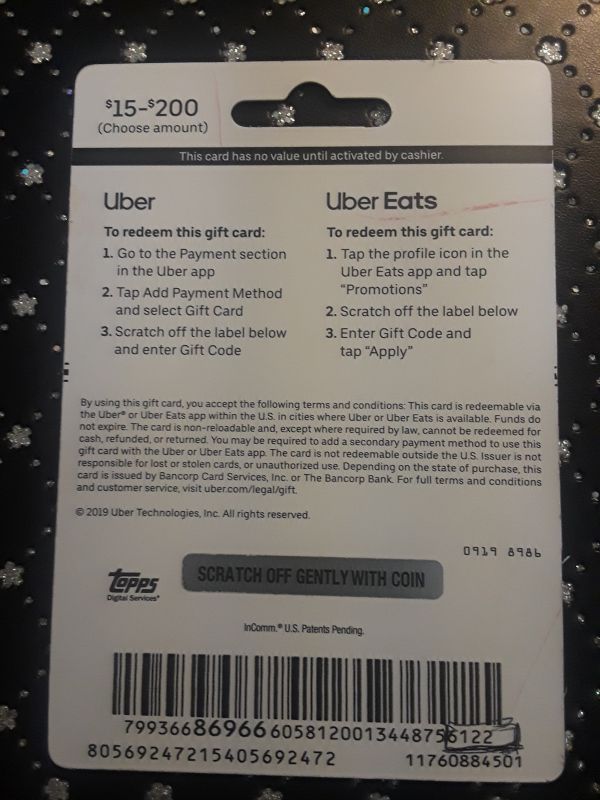 $15-$200
(Choose amount)
This card has no value until activated by cashier.
Uber
To redeem this gift card:
1. Go to the Payment section
in the Uber app
2. Tap Add Payment Method
and select Gift Card
3. Scratch off the label below
and enter Gift Code
Uber Eats
To redeem this gift card:
1. Tap the profile icon in the
Uber Eats app and tap
“Promotions”
2. Scratch off the label below
3. Enter Gift Code and
tap “Apply”
By using this gift card, you accept the following terms and conditions: This card is redeemable via
the Uber® or Uber Eats app within the U.S. in cities where Uber or Uber Eats is available. Funds do
not expire. The card is non-reloadable and, except where required by law, cannot be redeemed for
cash, refunded, or returned. You may be required to add a secondary payment method to use this
gift card with the Uber or Uber Eats app. The card is not redeemable outside the U.S. Issuer is not
responsible for lost or stolen cards, or unauthorized use. Depending on the state of purchase, this
card is issued by Bancorp Card Services, Inc. or The Bancorp Bank. For full terms and conditions
and customer service, visit uber.com/legal/gift.
© 2019 Uber Technologies, Inc. All rights reserved.
0919 8986
Topps
Digital Services®
SCRATCH OFF GENTLY WITH COIN
InComm.® U.S. Patents Pending.
799366869666058120013448756122
80569247215405692472
11760884501